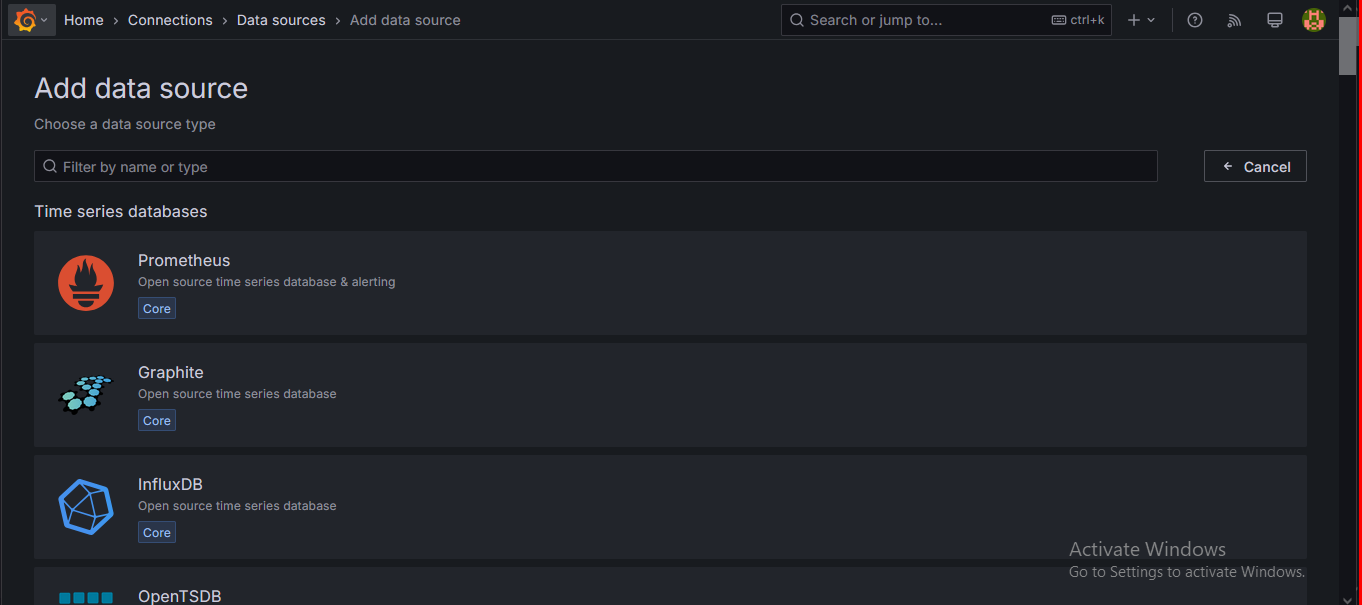 Home › Connections › Data sources › Add data source
Search or jump to...
ctrl+k
Add data source
Choose a data source type
Filter by name or type
Cancel
Time series databases
Prometheus
Open source time series database & alerting
Core
Graphite
Open source time series database
Core
InfluxDB
Open source time series database
Core
Activate Windows
Go to Settings to activate Windows.
OpenTSDB